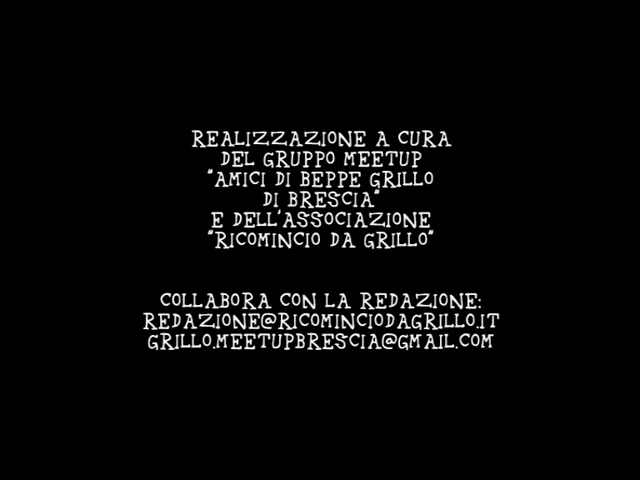 REALIZZAZIONE A CURA
DEL GRUPPO MEETUP
"AMICI DI BEPPE GRILLO
DI BRESCIA"
E DELL'ASSOCIAZIONE
"RICOMINCIO DA GRILLO"
COLLABORA CON LA REDAZIONE:
REDAZIONE@RICOMINCIODAGRILLO.IT
GRILLO.MEETUPBRESCIA@GMAIL.COM